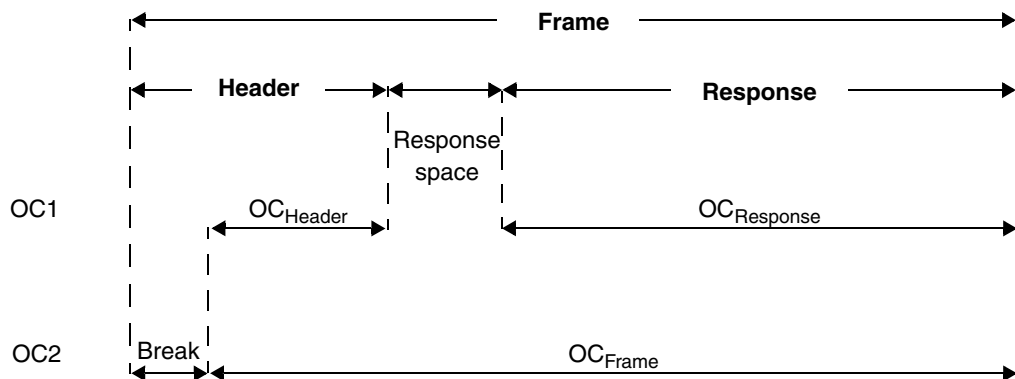 Frame
Header
Response
Response
space
OC1
OCHeader
OCResponse
OC2
Break
OCFrame